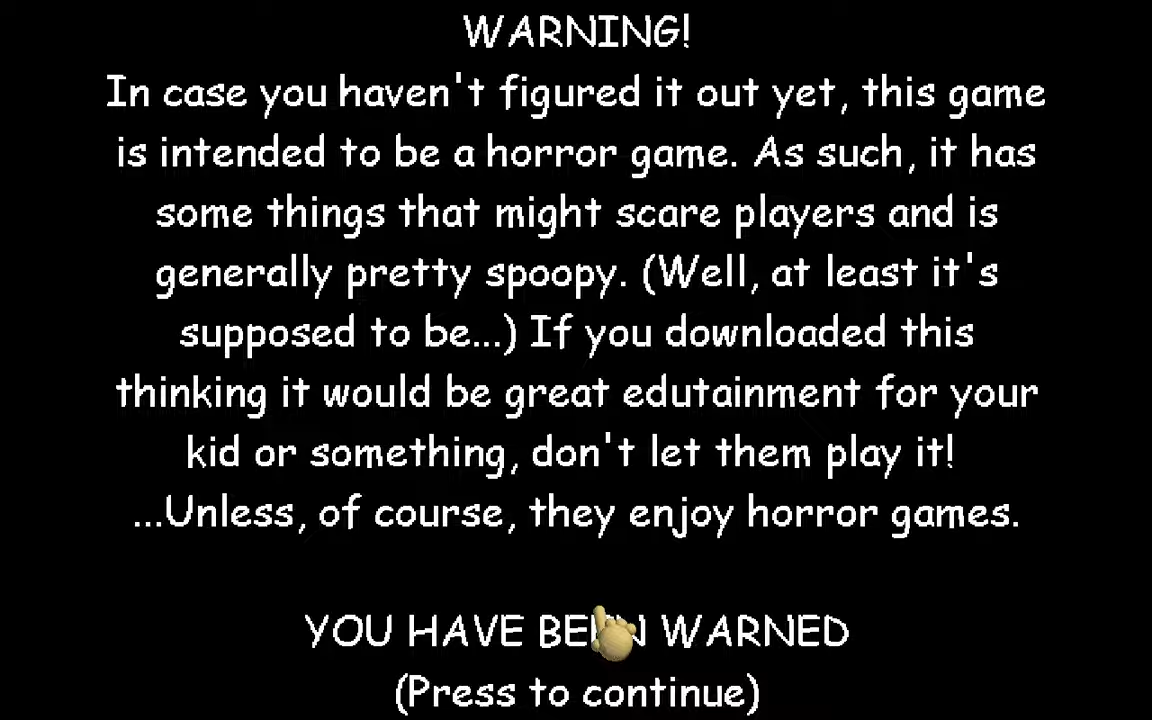 WARNING!
In case you haven't figured it out yet, this game
is intended to be a horror game. As such, it has
some things that might scare players and is
generally pretty spoopy. (Well, at least it's
supposed to be...) If you downloaded this
thinking it would be great edutainment for your
kid or something, don't let them play it!
...Unless, of course, they enjoy horror games.
YOU HAVE BEEN WARNED
(Press to continue)